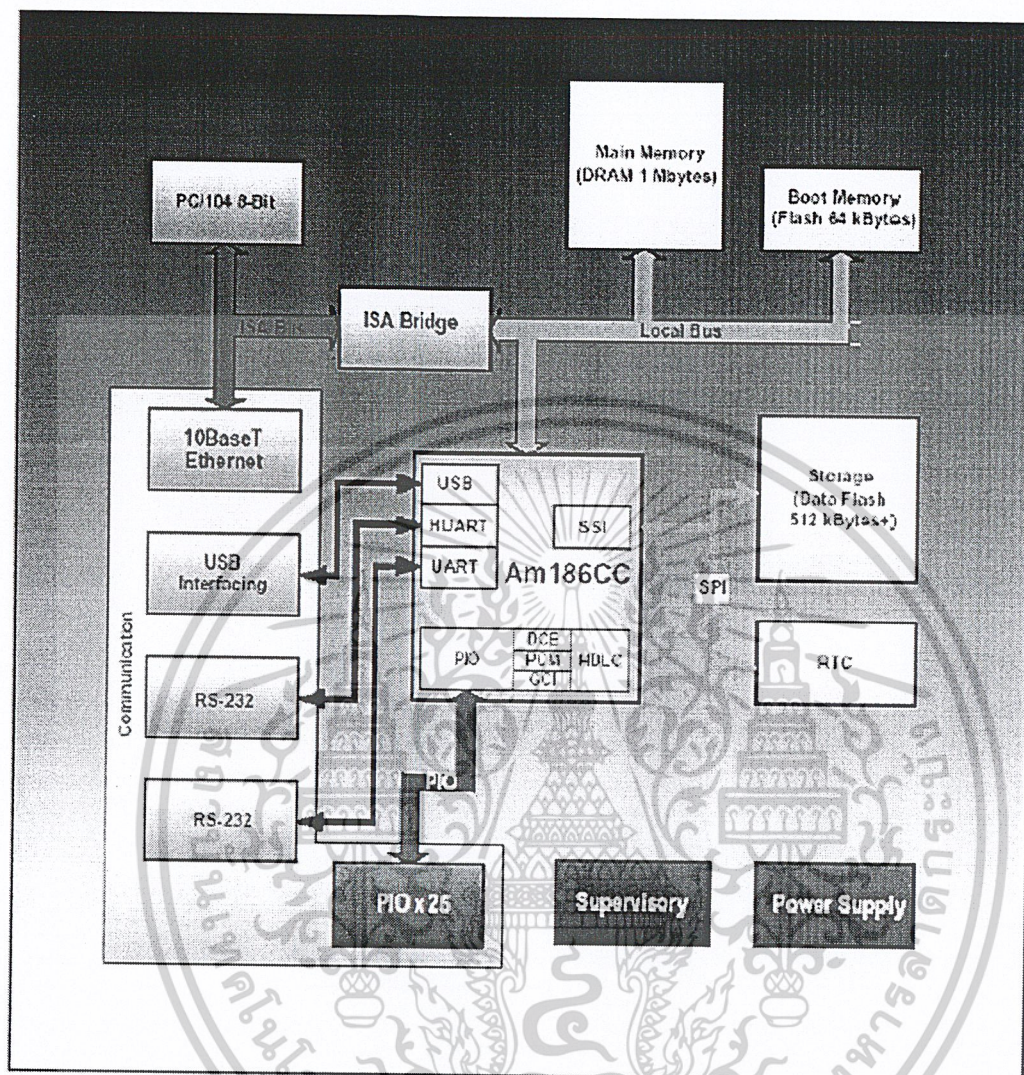 Main Memory
(DRAM 1 Mbytes)
Boot Memory
(Flash 64 kBytes)
PC/104 8-Bit
ISA Bridge
ISA Bus
Local Bus
10BaseT
Ethernet
USB
HUART
UART
SSI
Am186CC
Storage
(Data Flash
512 kBytes+)
USB
Interfacing
SPI
PIO
DCE
PCM
GCI
HDLC
RTC
Communication
RS-232
PIO
RS-232
PIO x 26
Supervisory
Power Supply